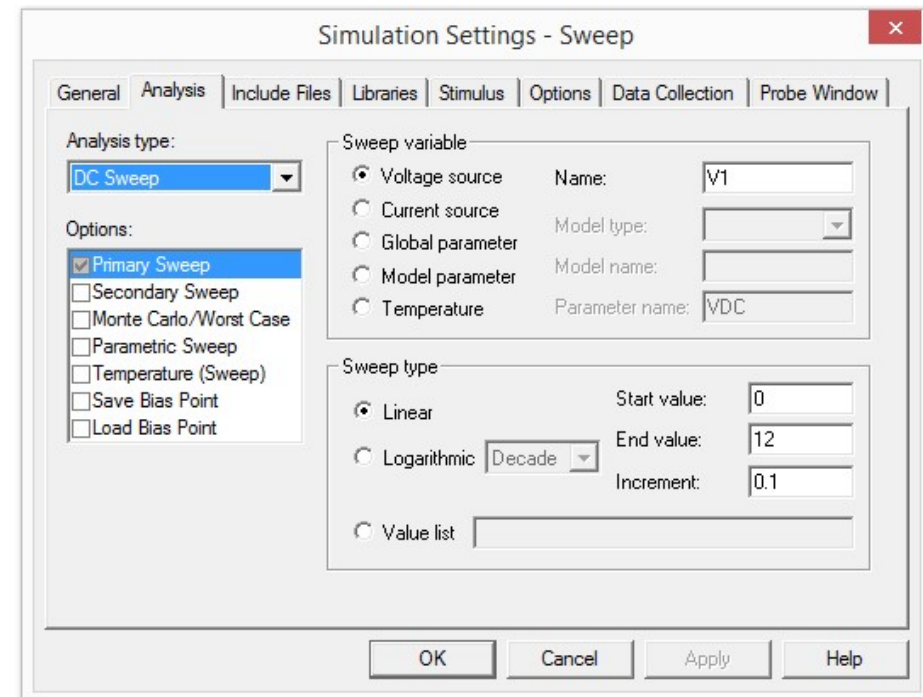 Simulation Settings - Sweep
General Analysis Include Files Libraries Stimulus Options Data Collection Probe Window
Analysis type:
DC Sweep
Options:
Primary Sweep
Secondary Sweep
Monte Carlo/Worst Case
Parametric Sweep
Temperature (Sweep)
Save Bias Point
Load Bias Point
Sweep variable
Voltage source Name: V1
Current source
Model type:
Global parameter
Model name:
Model parameter
Temperature Parameter name: VDC
Sweep type
Start value: 0
Linear
End value: 12
Logarithmic Decade
Increment: 0.1
Value list
OK Cancel Apply Help